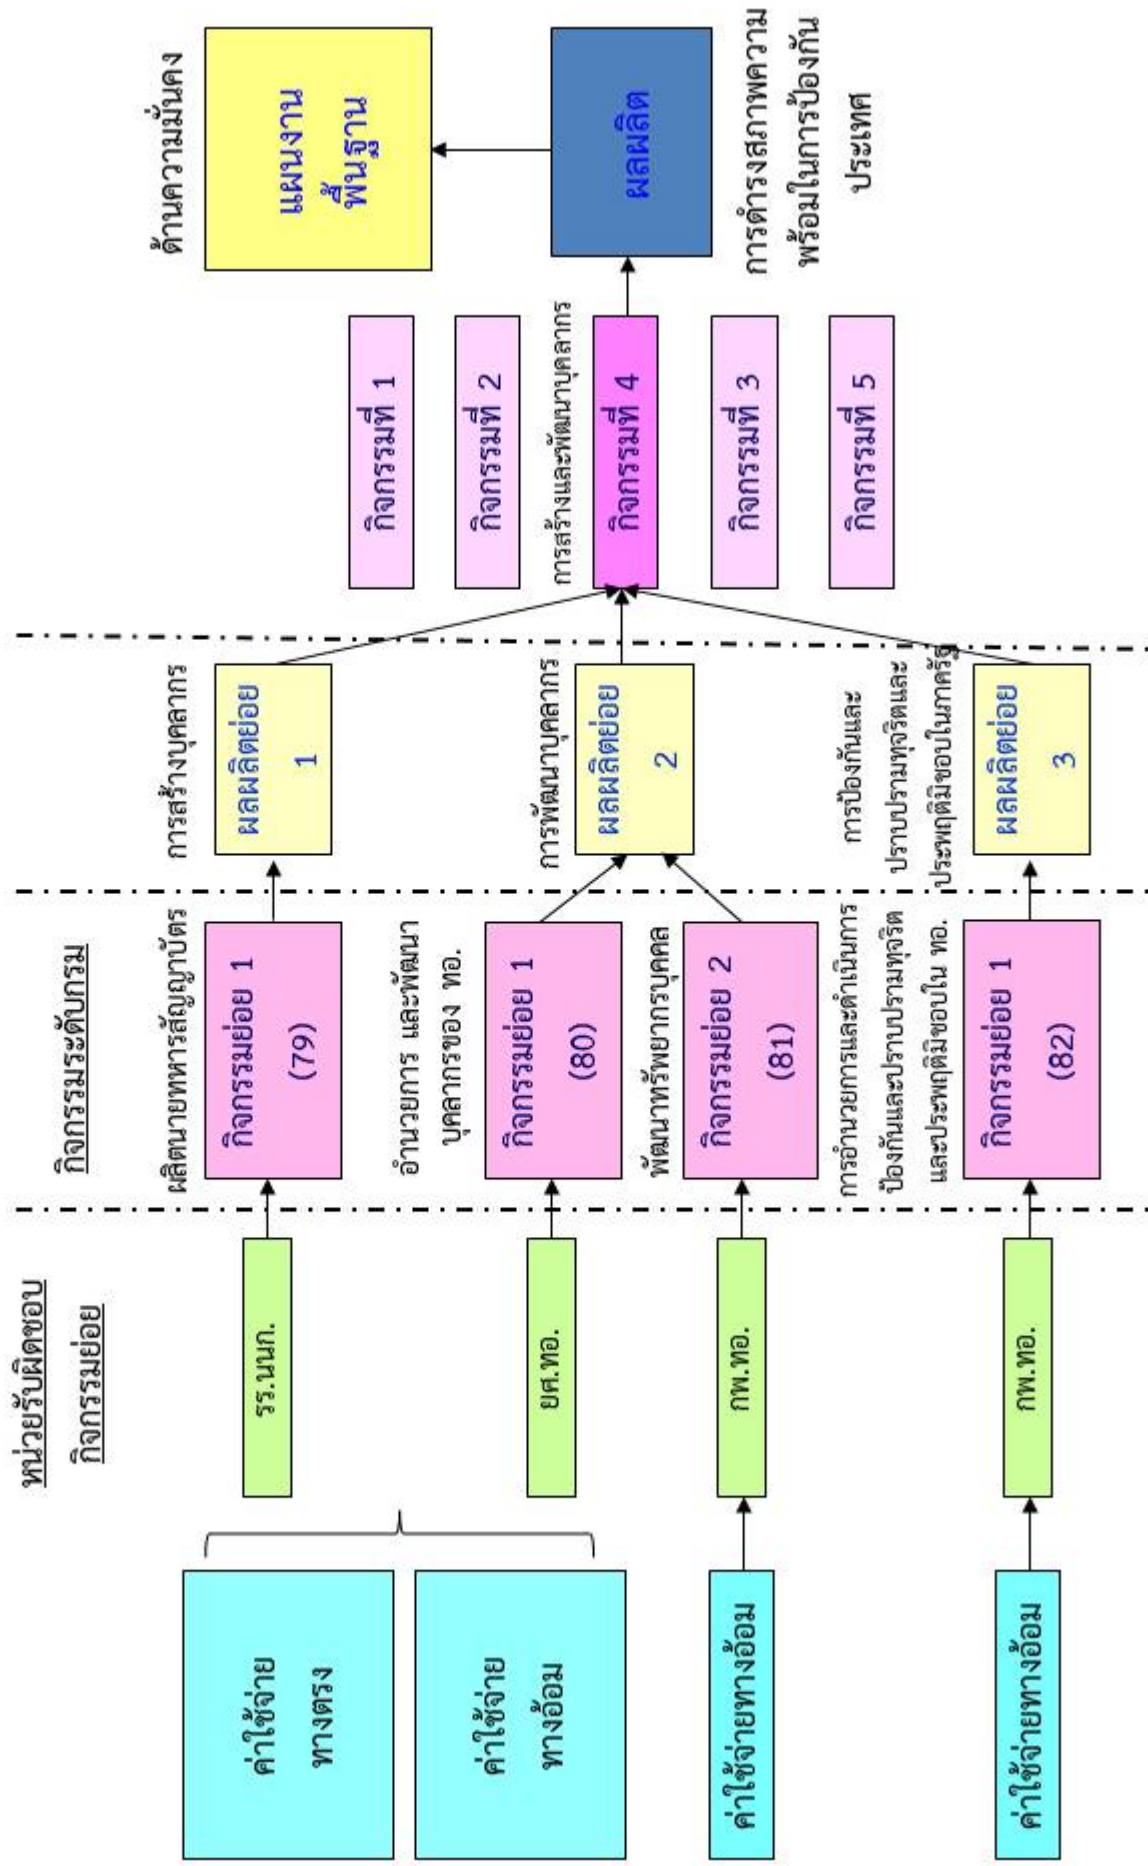 หน่วยรับผิดชอบ
กิจกรรมย่อย
กิจกรรมระดับกรม
ค่าใช้จ่าย
ทางตรง
ค่าใช้จ่าย
ทางอ้อม
ค่าใช้จ่ายทางอ้อม
ค่าใช้จ่ายทางอ้อม
รร.นนก.
ยศ.ทอ.
กพ.ทอ.
กพ.ทอ.
ผลิตนายทหารสัญญาบัตร
กิจกรรมย่อย 1
(79)
อำนวยการ และพัฒนา
บุคลากรของ ทอ.
กิจกรรมย่อย 1
(80)
พัฒนาทรัพยากรบุคคล
กิจกรรมย่อย 2
(81)
การอำนวยการและดำเนินการ
ป้องกันและปราบปรามทุจริต
และประพฤติมิชอบใน ทอ.
กิจกรรมย่อย 1
(82)
การสร้างบุคลากร
ผลผลิตย่อย
1
การพัฒนาบุคลากร
ผลผลิตย่อย
2
การป้องกันและ
ปราบปรามทุจริตและ
ประพฤติมิชอบในภาครัฐ
ผลผลิตย่อย
3
กิจกรรมที่ 1
กิจกรรมที่ 2
การสร้างและพัฒนาบุคลากร
กิจกรรมที่ 4
กิจกรรมที่ 3
กิจกรรมที่ 5
ด้านความมั่นคง
แผนงาน
พื้นฐาน
ผลผลิต
การดำรงสภาพความ
พร้อมในการป้องกัน
ประเทศ